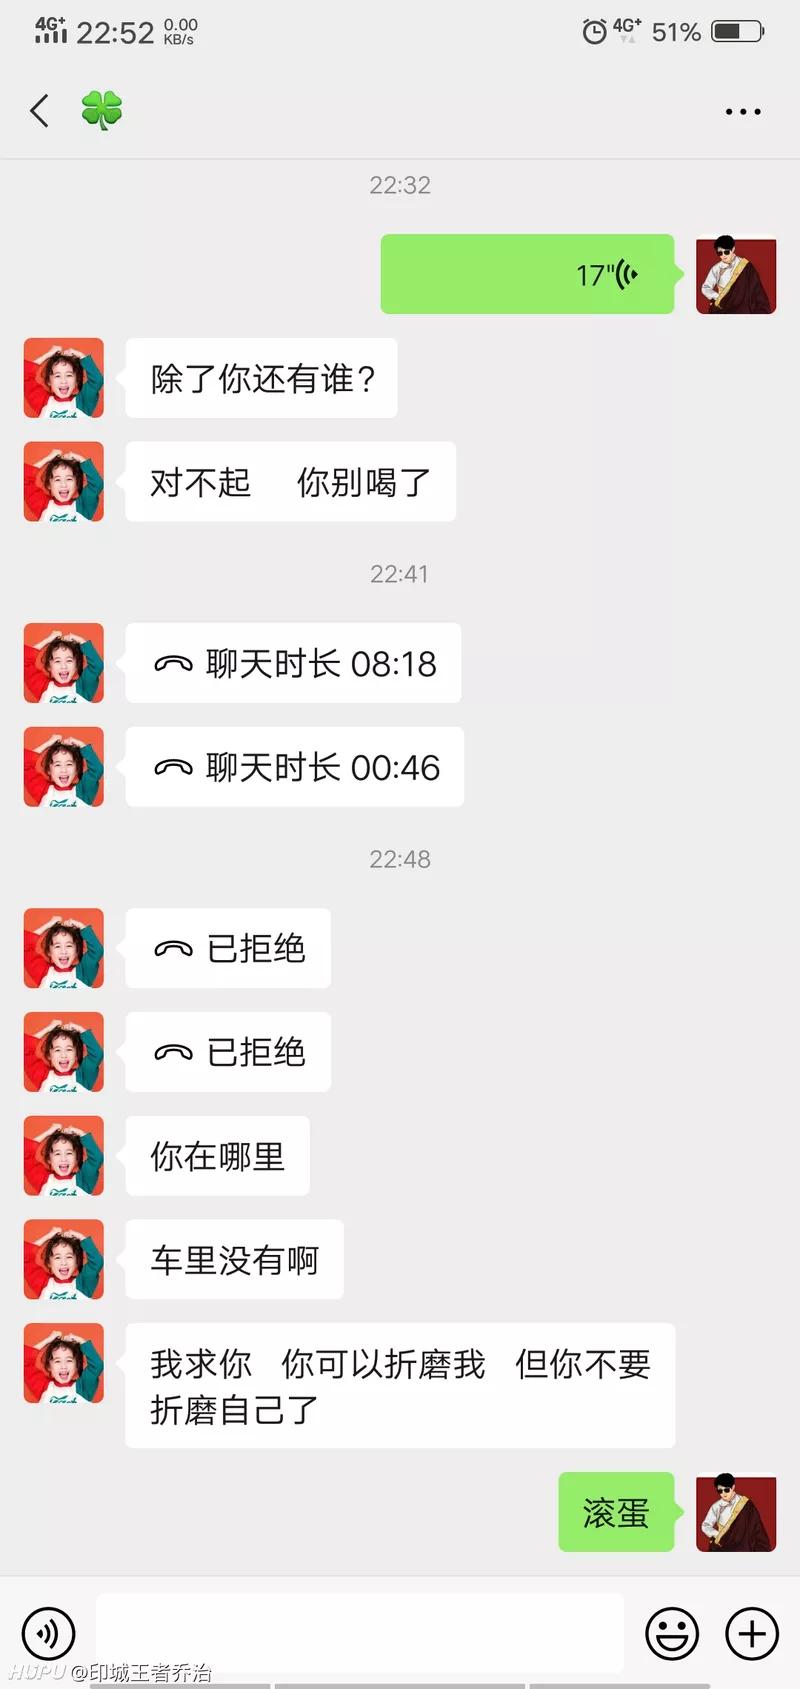 4G+ 22:52 0.00 KB/s 4G+ 51%
22:32
17"
除了你还有谁?
对不起 你别喝了
22:41
聊天时长 08:18
聊天时长 00:46
22:48
已拒绝
已拒绝
你在哪里
车里没有啊
我求你 你可以折磨我 但你不要
折磨自己了
滚蛋
HUPU @印城王者乔治